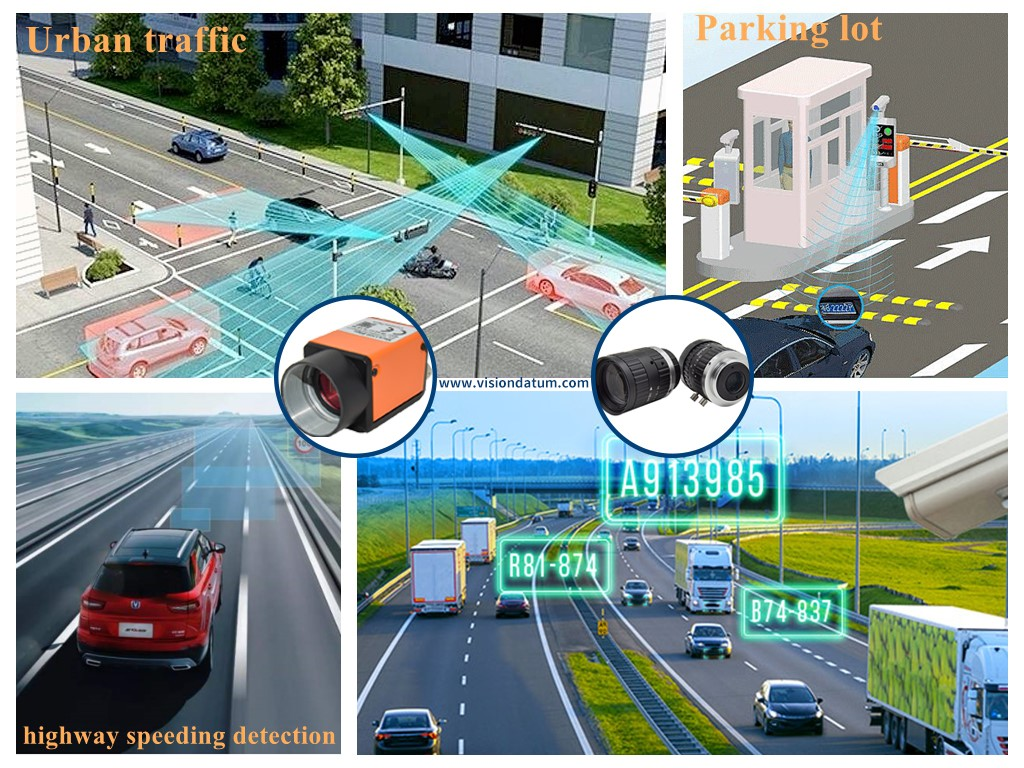 Urban traffic
Parking lot
www.visiondatum.com
A913985
R81-874
B74-837
highway speeding detection